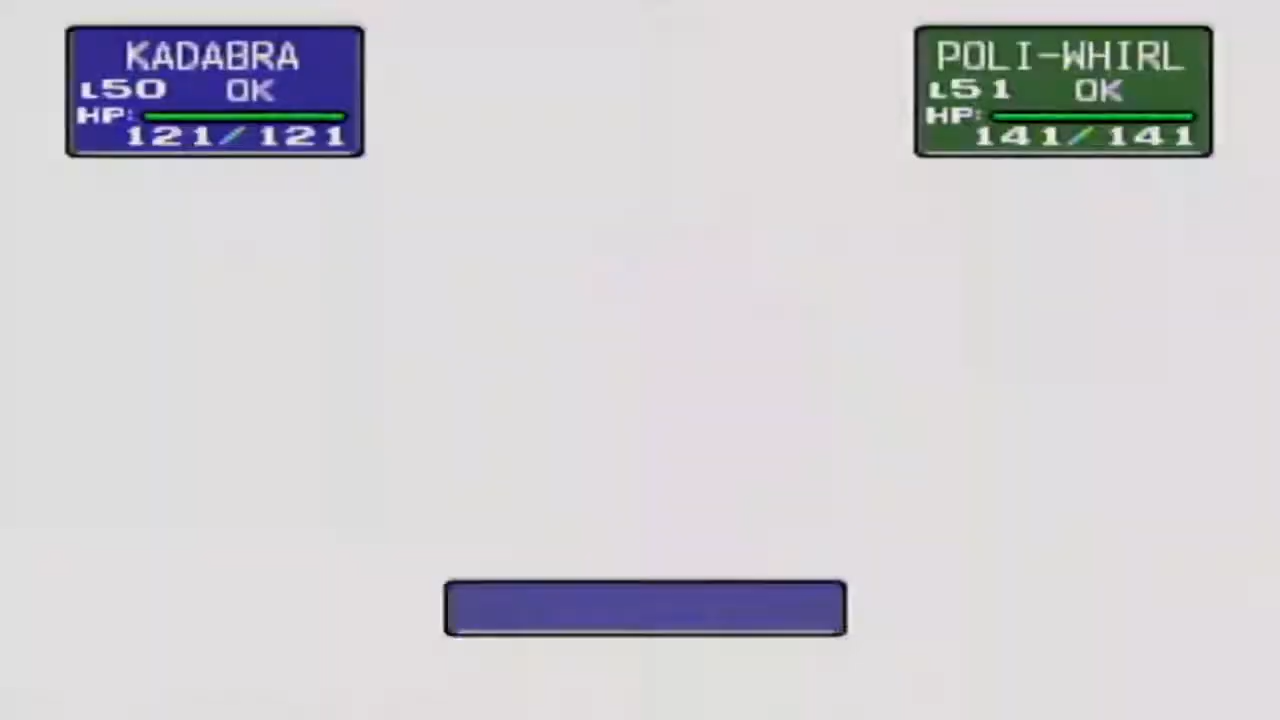 KADABRA
L50 OK
HP:
121/121
POLI-WHIRL
L51 OK
HP:
141/141